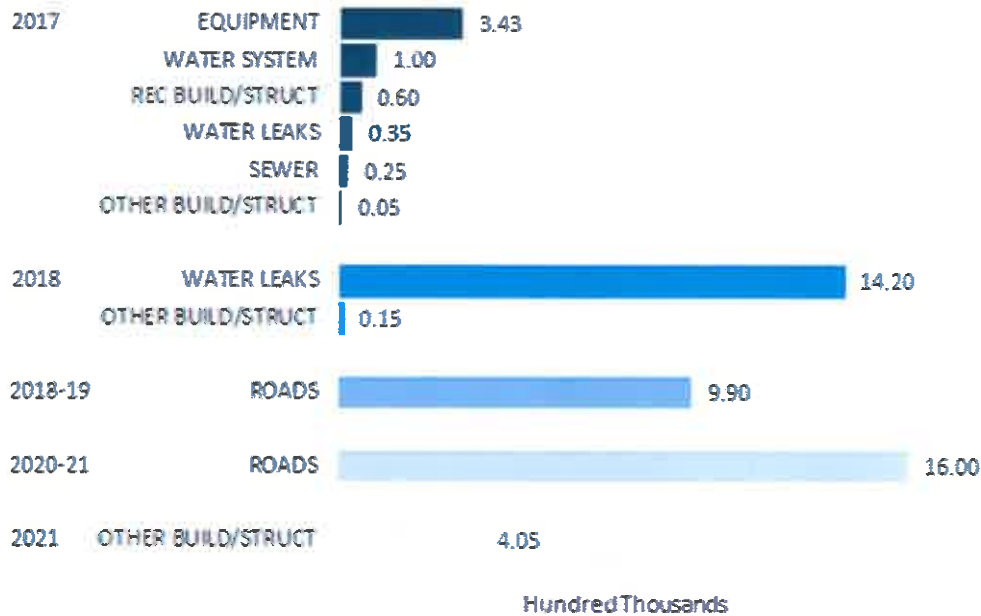 2017 EQUIPMENT 3.43
WATER SYSTEM 1.00
REC BUILD/STRUCT 0.60
WATER LEAKS 0.35
SEWER 0.25
OTHER BUILD/STRUCT 0.05
2018 WATER LEAKS 14.20
OTHER BUILD/STRUCT 0.15
2018-19 ROADS 9.90
2020-21 ROADS 16.00
2021 OTHER BUILD/STRUCT 4.05
Hundred Thousands